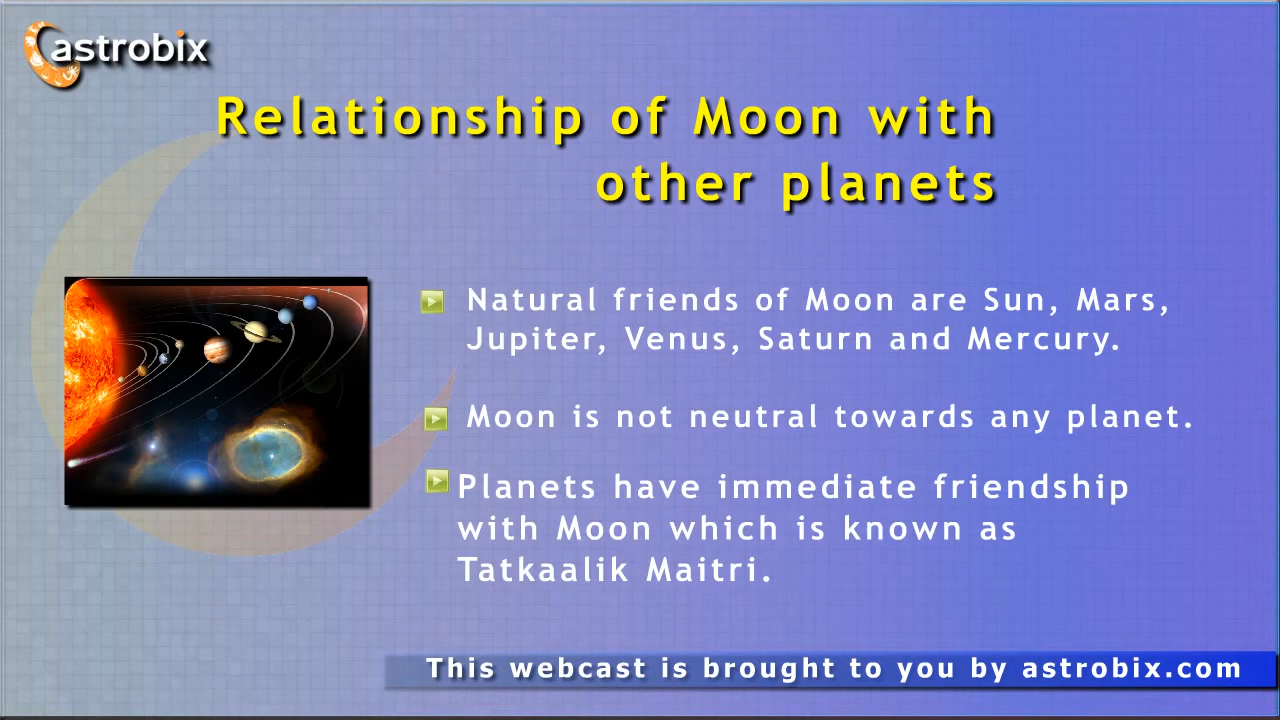 astrobix
Relationship of Moon with
other planets
Natural friends of Moon are Sun, Mars,
Jupiter, Venus, Saturn and Mercury.
Moon is not neutral towards any planet.
Planets have immediate friendship
with Moon which is known as
Tatkaalik Maitri.
This webcast is brought to you by astrobix.com